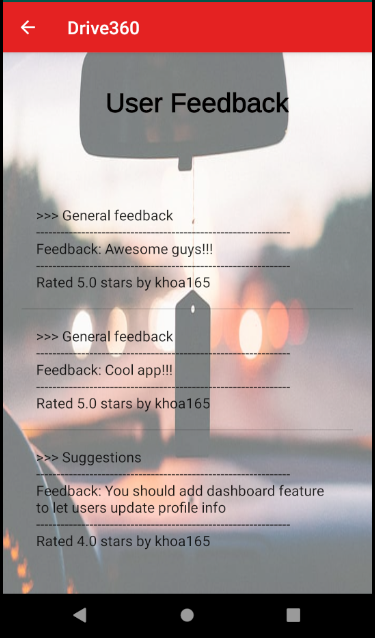 Drive360
User Feedback
>>> General feedback
----------------------------------------------------------------
Feedback: Awesome guys!!!
----------------------------------------------------------------
Rated 5.0 stars by khoa165
>>> General feedback
----------------------------------------------------------------
Feedback: Cool app!!!
----------------------------------------------------------------
Rated 5.0 stars by khoa165
>>> Suggestions
----------------------------------------------------------------
Feedback: You should add dashboard feature
to let users update profile info
----------------------------------------------------------------
Rated 4.0 stars by khoa165